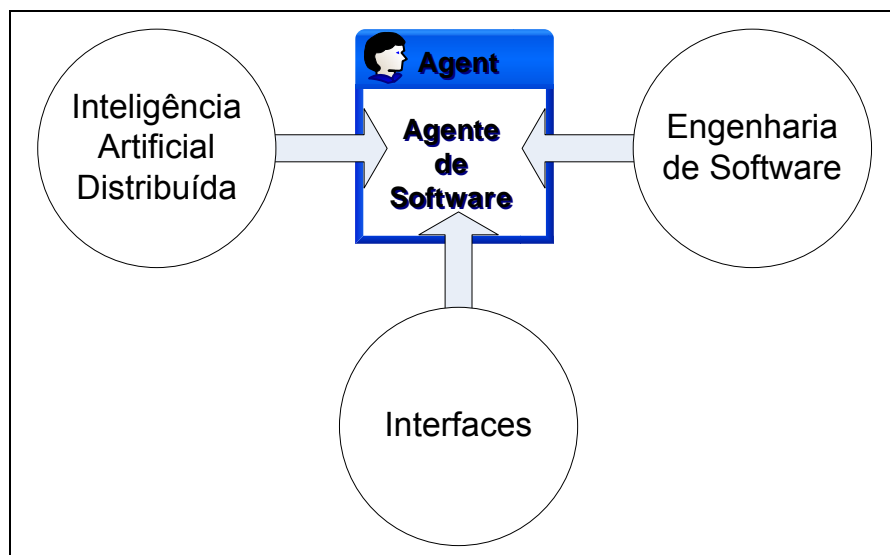 Agent
Inteligência
Artificial
Distribuída
Agente
de
Software
Engenharia
de Software
Interfaces